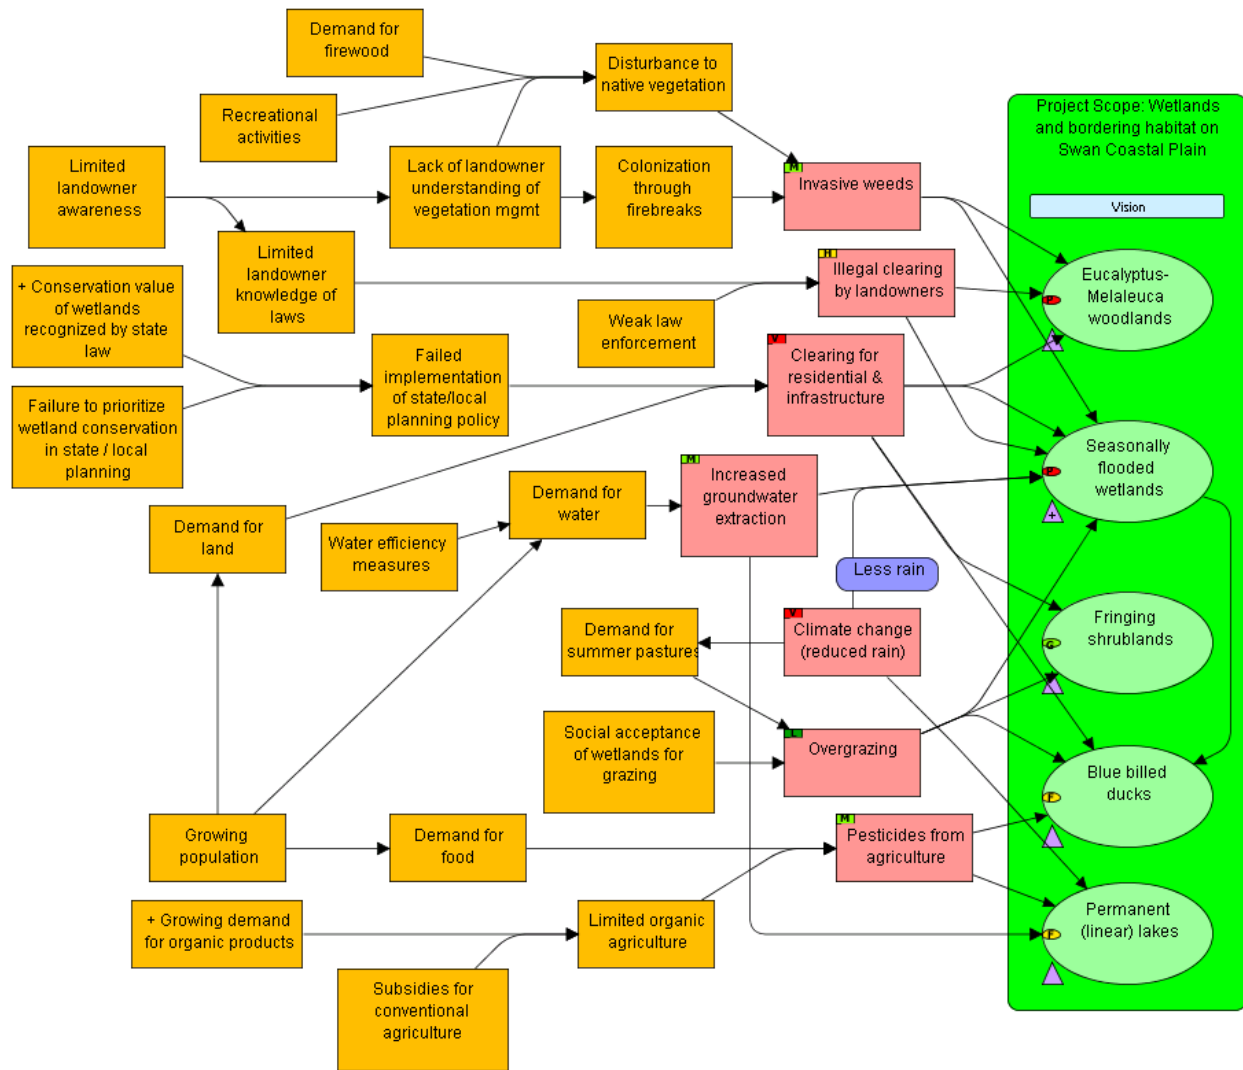 Demand for
firewood
Disturbance to
native vegetation
Recreational
activities
Project Scope: Wetlands
and bordering habitat on
Swan Coastal Plain
Vision
Limited
landowner
awareness
Lack of landowner
understanding of
vegetation mgmt
Colonization
through
firebreaks
M
Invasive weeds
Limited
landowner
knowledge of
laws
H
Illegal clearing
by landowners
Eucalyptus-
Melaleuca
woodlands
P
+ Conservation value
of wetlands
recognized by state
law
Weak law
enforcement
Failed
implementation
of state/local
planning policy
V
Clearing for
residential &
infrastructure
Failure to prioritize
wetland conservation
in state / local
planning
Seasonally
flooded
wetlands
P
+
M
Increased
groundwater
extraction
Demand for
water
Demand for
land
Water efficiency
measures
Less rain
Demand for
summer pastures
V
Climate change
(reduced rain)
Fringing
shrublands
G
Social acceptance
of wetlands for
grazing
L
Overgrazing
Blue billed
ducks
F
Growing
population
Demand for
food
M
Pesticides from
agriculture
+ Growing demand
for organic products
Limited organic
agriculture
Permanent
(linear) lakes
F
Subsidies for
conventional
agriculture